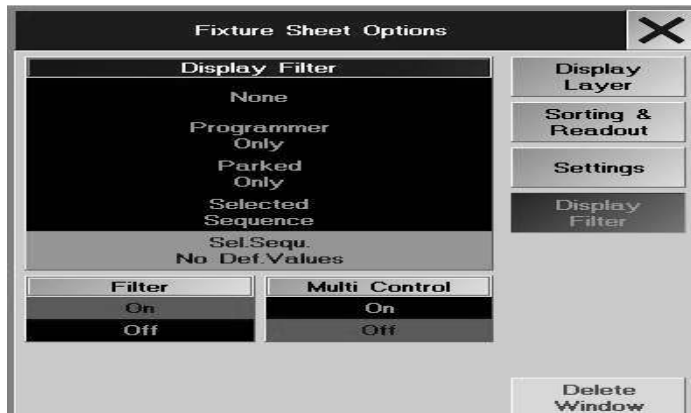 Fixture Sheet Options
Display Filter
None
Programmer
Only
Parked
Only
Selected
Sequence
Sel.Sequ.
No Def.Values
Filter
On
Off
Multi Control
On
Off
Display
Layer
Sorting &
Readout
Settings
Display
Filter
Delete
Window